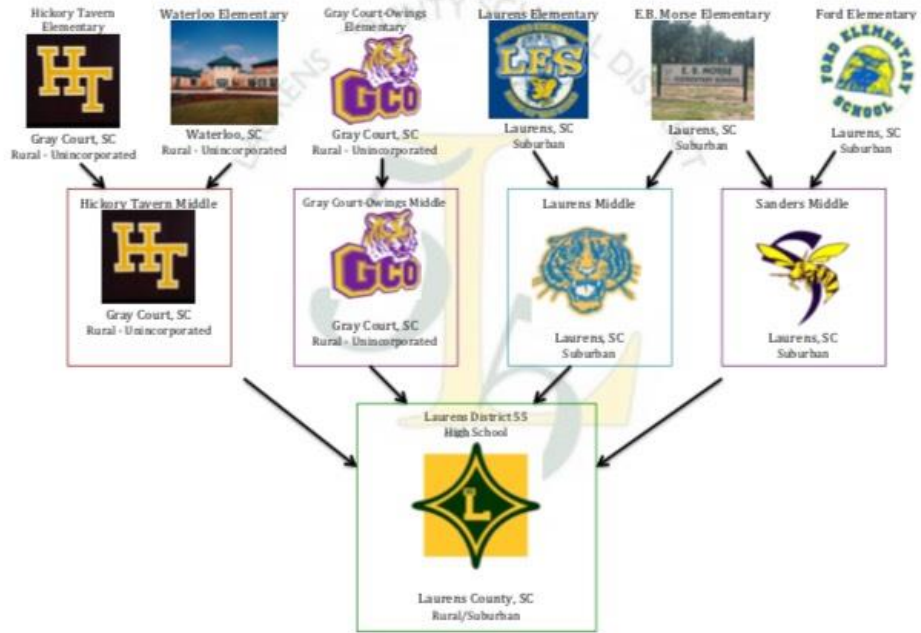 Hickory Tavern
Elementary
Waterloo Elementary
Gray Court-Owings
Elementary
Laurens Elementary
E.B. Morse Elementary
Ford Elementary
HT
GCO
LES
E. B. MORSE
FORD ELEMENTARY
SCHOOL
Gray Court, SC
Rural - Unincorporated
Waterloo, SC
Rural - Unincorporated
Gray Court, SC
Rural - Unincorporated
Laurens, SC
Suburban
Laurens, SC
Suburban
Laurens, SC
Suburban
Hickory Tavern Middle
Gray Court-Owings Middle
Laurens Middle
Sanders Middle
HT
GCO
Gray Court, SC
Rural - Unincorporated
Gray Court, SC
Rural - Unincorporated
Laurens, SC
Suburban
Laurens, SC
Suburban
Laurens District 55
High School
L
Laurens County, SC
Rural/Suburban